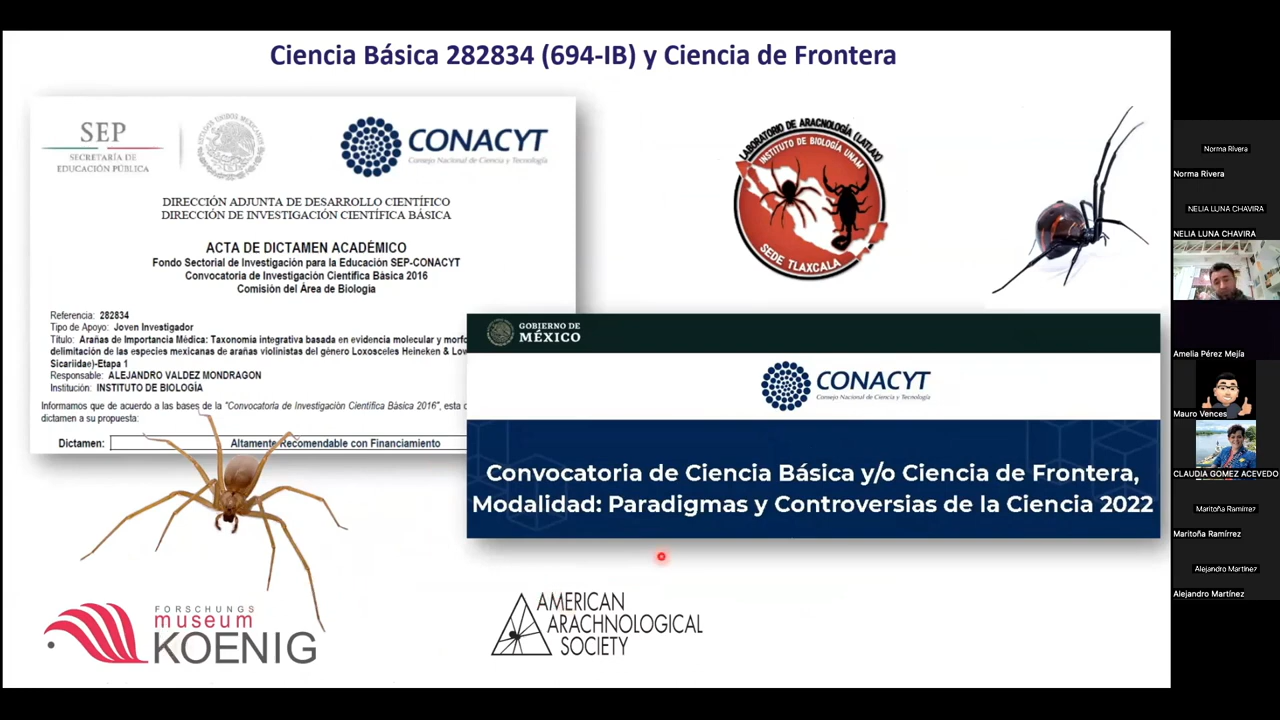 Ciencia Básica 282834 (694-IB) y Ciencia de Frontera
SEP
SECRETARÍA DE
EDUCACIÓN PÚBLICA
ESTADOS UNIDOS MEXICANOS
CONACYT
Consejo Nacional de Ciencia y Tecnología
DIRECCIÓN ADJUNTA DE DESARROLLO CIENTÍFICO
DIRECCIÓN DE INVESTIGACIÓN CIENTÍFICA BÁSICA
ACTA DE DICTAMEN ACADÉMICO
Fondo Sectorial de Investigación para la Educación SEP-CONACYT
Convocatoria de Investigación Científica Básica 2016
Comisión del Área de Biología
Referencia: 282834
Tipo de Apoyo: Joven Investigador
Título: Arañas de Importancia Médica: Taxonomía integrativa basada en evidencia molecular y morfo
delimitación de las especies mexicanas de arañas violinistas del género Loxosceles Heineken & Low
Sicariidae)-Etapa 1
Responsable: ALEJANDRO VALDEZ MONDRAGON
Institución: INSTITUTO DE BIOLOGÍA
Informamos que de acuerdo a las bases de la "Convocatoria de Investigación Científica Básica 2016", esta c
dictamen a su propuesta:
Dictamen: Altamente Recomendable con Financiamiento
LABORATORIO DE ARACNOLOGÍA (LATLAX)
INSTITUTO DE BIOLOGÍA UNAM
SEDE TLAXCALA
GOBIERNO DE
MÉXICO
CONACYT
Consejo Nacional de Ciencia y Tecnología
Convocatoria de Ciencia Básica y/o Ciencia de Frontera,
Modalidad: Paradigmas y Controversias de la Ciencia 2022
FORSCHUNGS
museum
KOENIG
AMERICAN
ARACHNOLOGICAL
SOCIETY
Norma Rivera
Norma Rivera
NELIA LUNA CHAVIRA
NELIA LUNA CHAVIRA
Amelia Pérez Mejía
Mauro Vences
CLAUDIA GOMEZ ACEVEDO
Maritoña Ramírrez
Maritoña Ramírrez
Alejandro Martínez
Alejandro Martínez